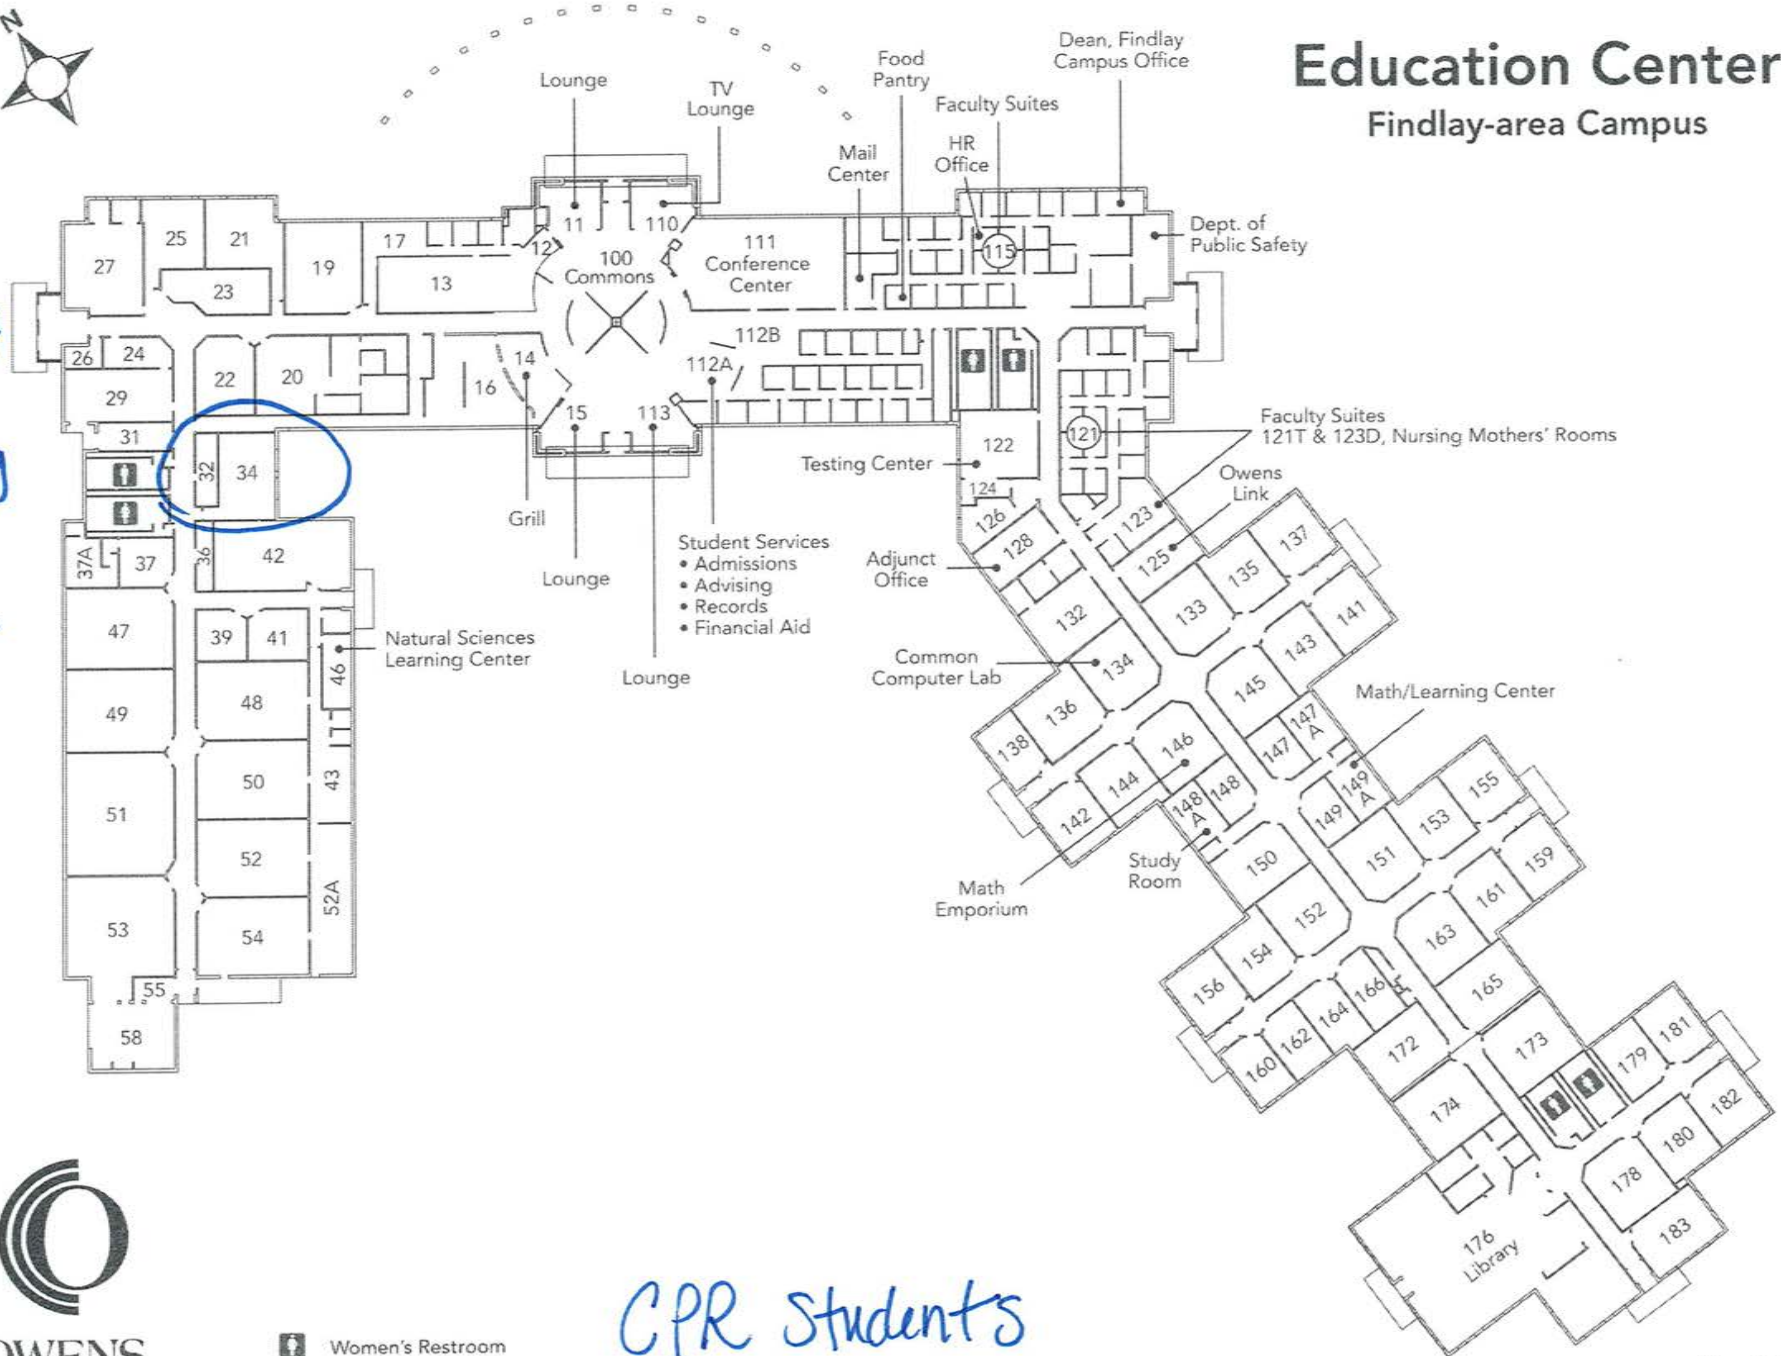 N
Education Center
Findlay-area Campus
Lounge
TV
Lounge
Mail
Center
Food
Pantry
HR
Office
Faculty Suites
Dean, Findlay
Campus Office
Dept. of
Public Safety
27
25
21
23
19
17
13
12
11
110
100
Commons
111
Conference
Center
115
26
24
29
31
22
20
16
14
15
113
112A
112B
32
34
37A
37
36
42
47
39
41
46
49
48
51
50
43
52
52A
53
54
55
58
Grill
Lounge
Lounge
Student Services
• Admissions
• Advising
• Records
• Financial Aid
Natural Sciences
Learning Center
121
122
124
Testing Center
Faculty Suites
121T & 123D, Nursing Mothers' Rooms
Owens
Link
123
125
126
128
Adjunct
Office
132
133
135
137
134
Common
Computer Lab
136
138
141
143
145
147
147
A
Math/Learning Center
149
149
A
146
144
142
148
148
A
Study
Room
Math
Emporium
150
151
153
155
152
154
156
159
161
163
165
160
162
164
166
172
173
174
179
181
182
180
178
183
176
Library
OWENS
Women's Restroom
CPR Students